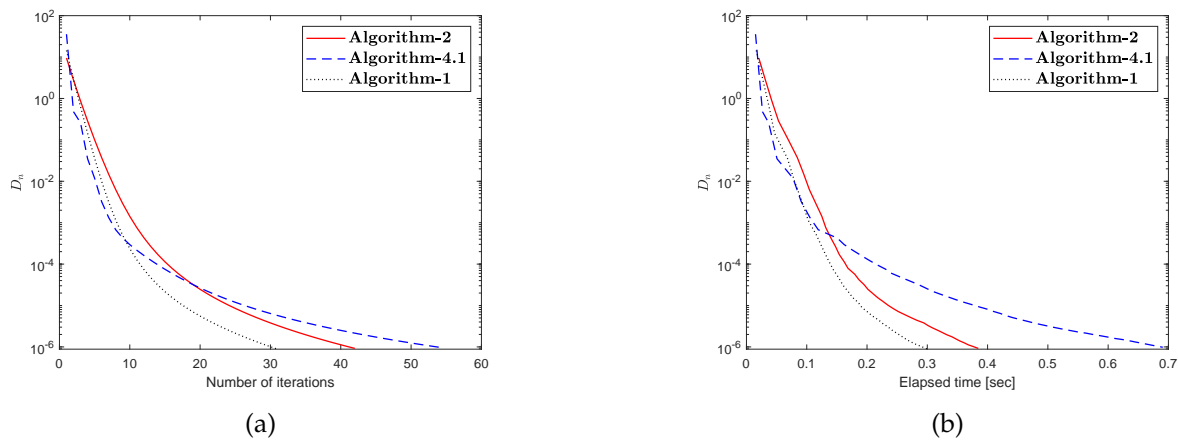 10^2
10^0
10^-2
10^-4
10^-6
D_n
0 10 20 30 40 50 60
Number of iterations
Algorithm-2
Algorithm-4.1
Algorithm-1
(a)
10^2
10^0
10^-2
10^-4
10^-6
D_n
0 0.1 0.2 0.3 0.4 0.5 0.6 0.7
Elapsed time [sec]
Algorithm-2
Algorithm-4.1
Algorithm-1
(b)